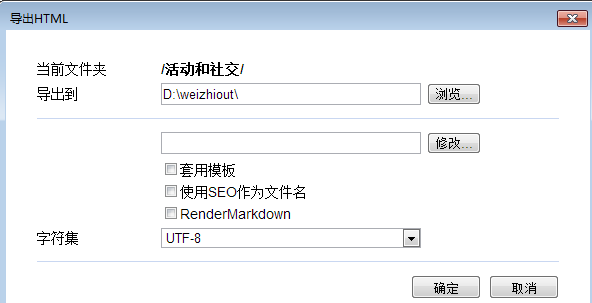 导出HTML
当前文件夹 /活动和社交/
导出到 D:\weizhiout\ 浏览...
修改...
套用模板
使用SEO作为文件名
RenderMarkdown
字符集 UTF-8
确定 取消